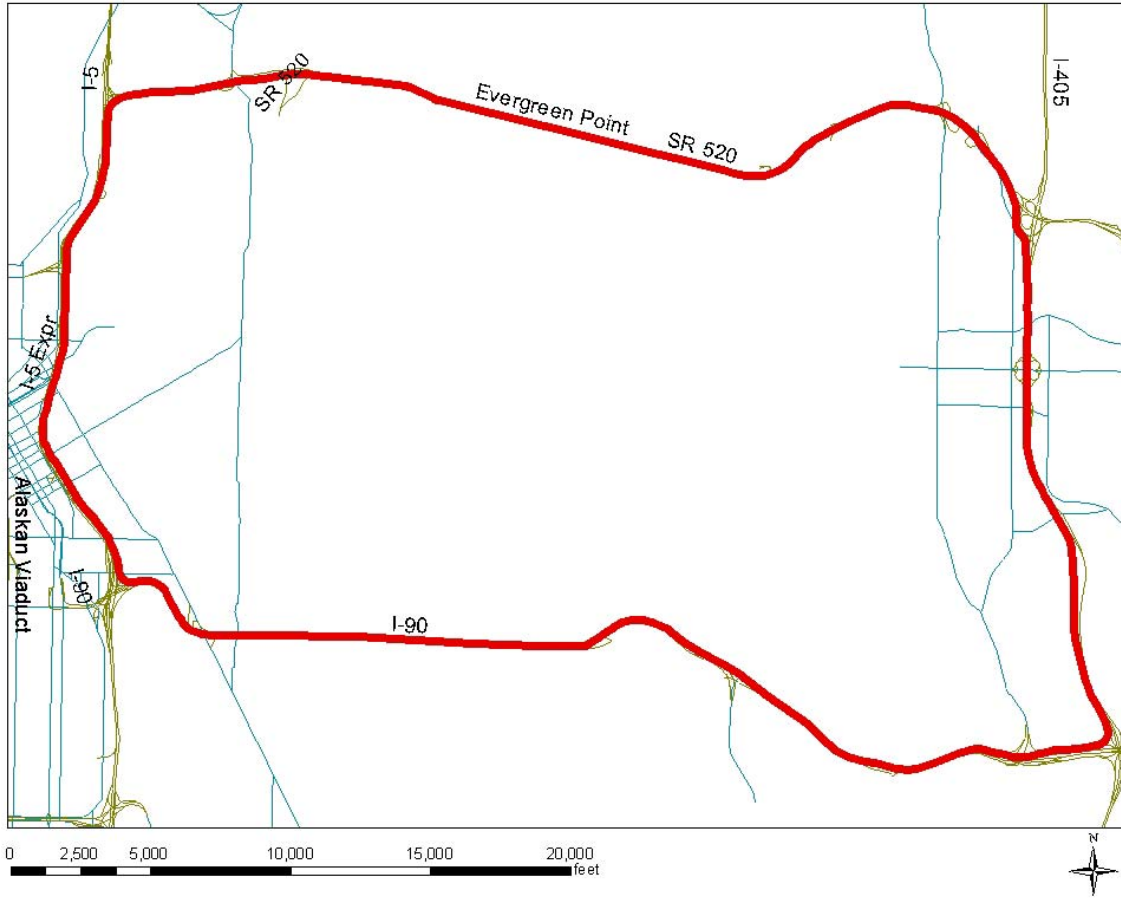 I-5
SR 520
I-405
Evergreen Point
SR 520
I-5 Expr
Alaskan Viaduct
I-90
I-90
0 2,500 5,000 10,000 15,000 20,000
feet
N